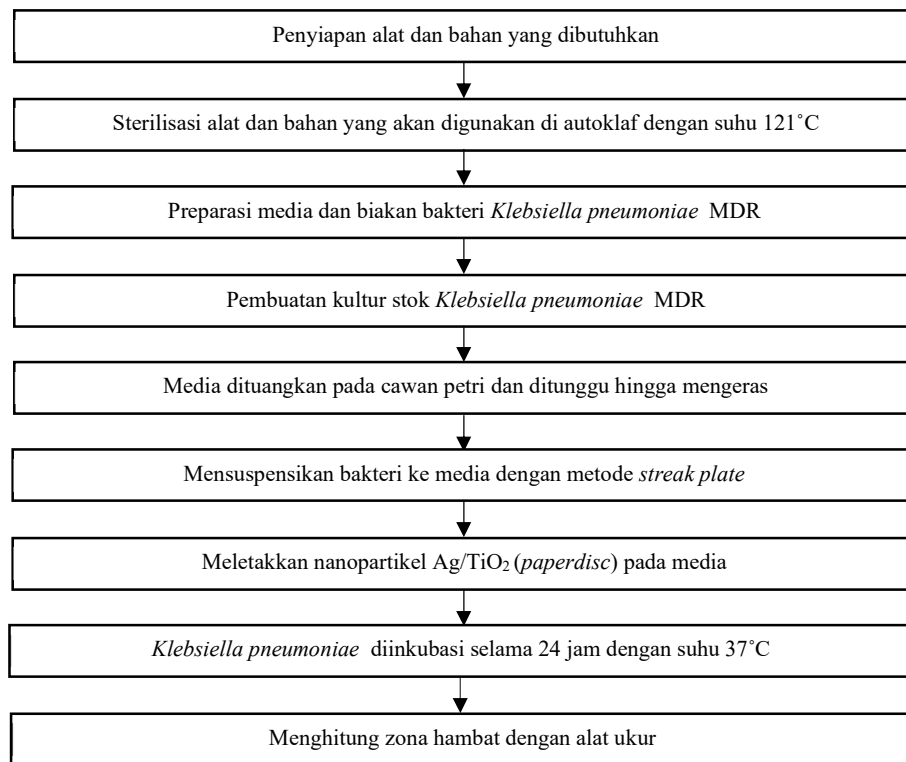 Penyiapan alat dan bahan yang dibutuhkan
Sterilisasi alat dan bahan yang akan digunakan di autoklaf dengan suhu 121˚C
Preparasi media dan biakan bakteri Klebsiella pneumoniae MDR
Pembuatan kultur stok Klebsiella pneumoniae MDR
Media dituangkan pada cawan petri dan ditunggu hingga mengeras
Mensuspensikan bakteri ke media dengan metode streak plate
Meletakkan nanopartikel Ag/TiO₂ (paperdisc) pada media
Klebsiella pneumoniae diinkubasi selama 24 jam dengan suhu 37˚C
Menghitung zona hambat dengan alat ukur